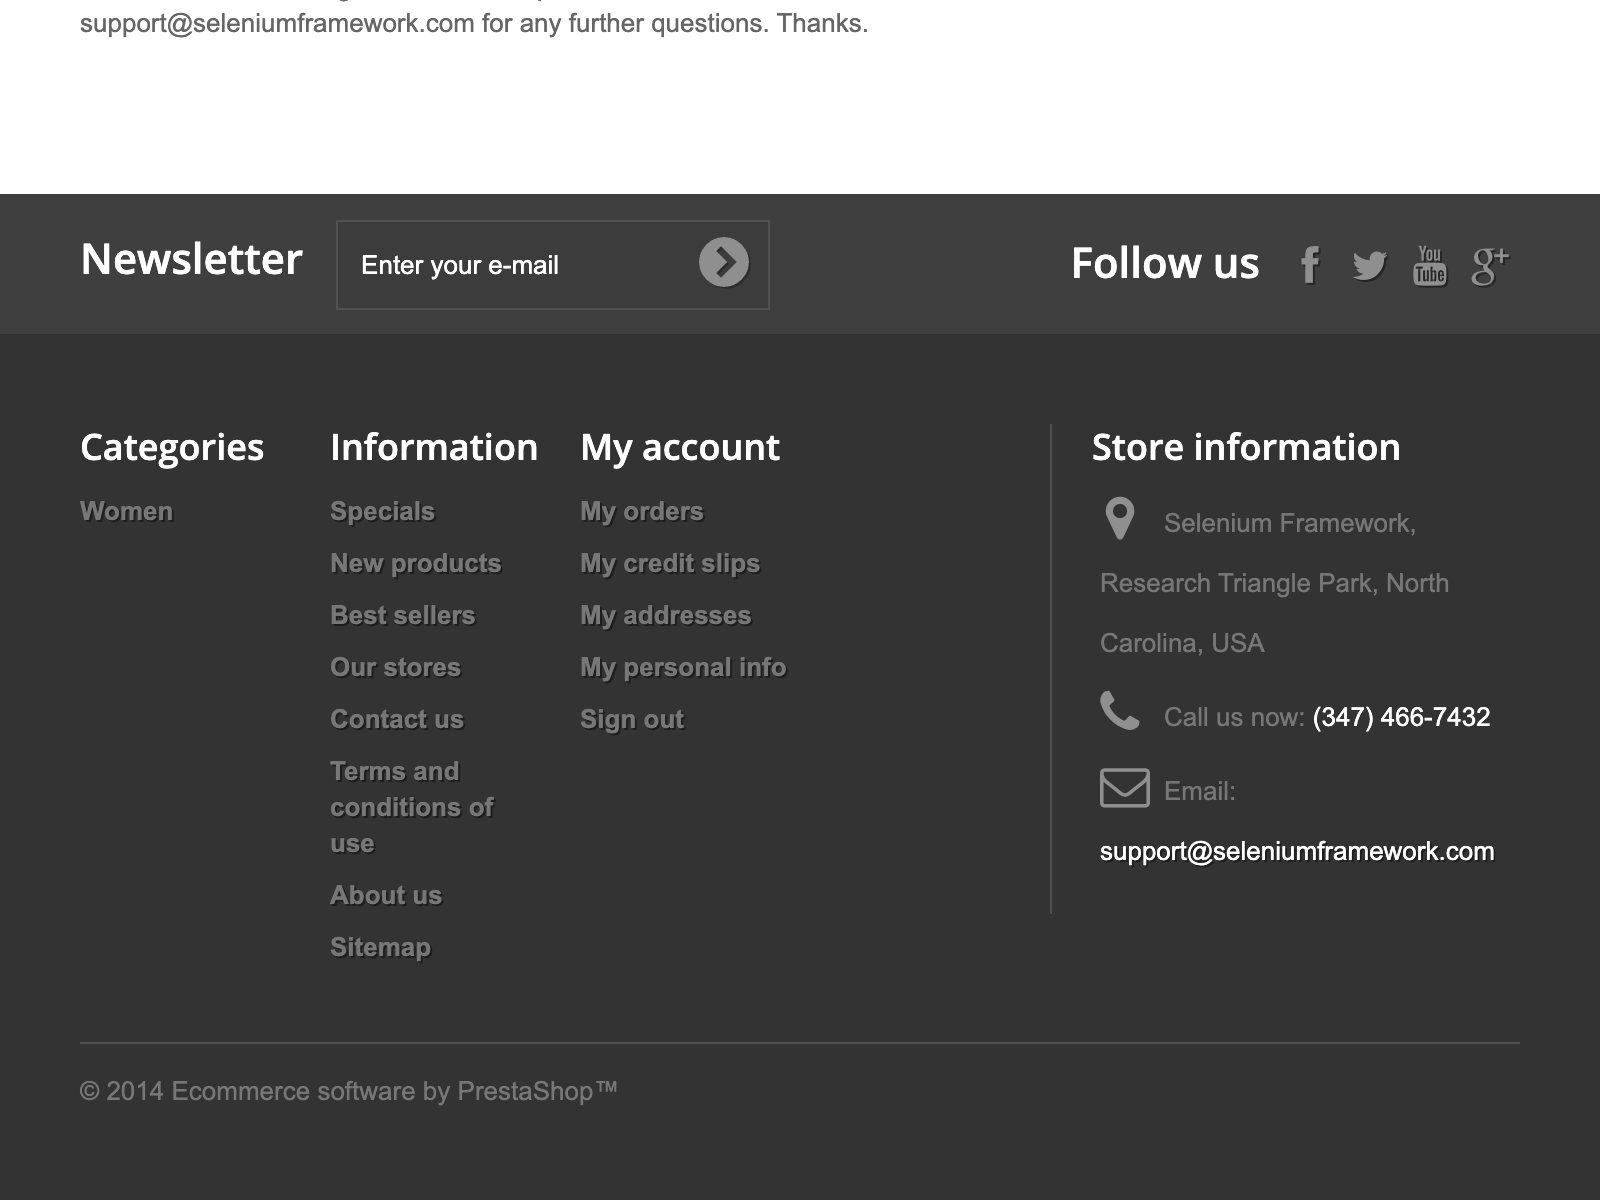 support@seleniumframework.com for any further questions. Thanks.
Newsletter
Enter your e-mail
Follow us
You
Tube
g+
Categories
Women
Information
Specials
New products
Best sellers
Our stores
Contact us
Terms and
conditions of
use
About us
Sitemap
My account
My orders
My credit slips
My addresses
My personal info
Sign out
Store information
Selenium Framework,
Research Triangle Park, North
Carolina, USA
Call us now: (347) 466-7432
Email:
support@seleniumframework.com
© 2014 Ecommerce software by PrestaShop™